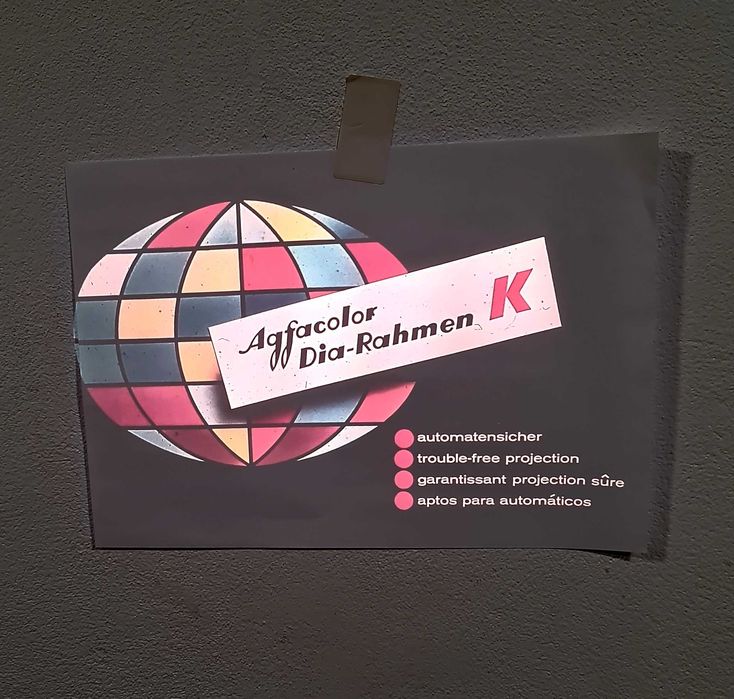 Agfacolor
Dia-Rahmen K
automatensicher
trouble-free projection
garantissant projection sûre
aptos para automáticos